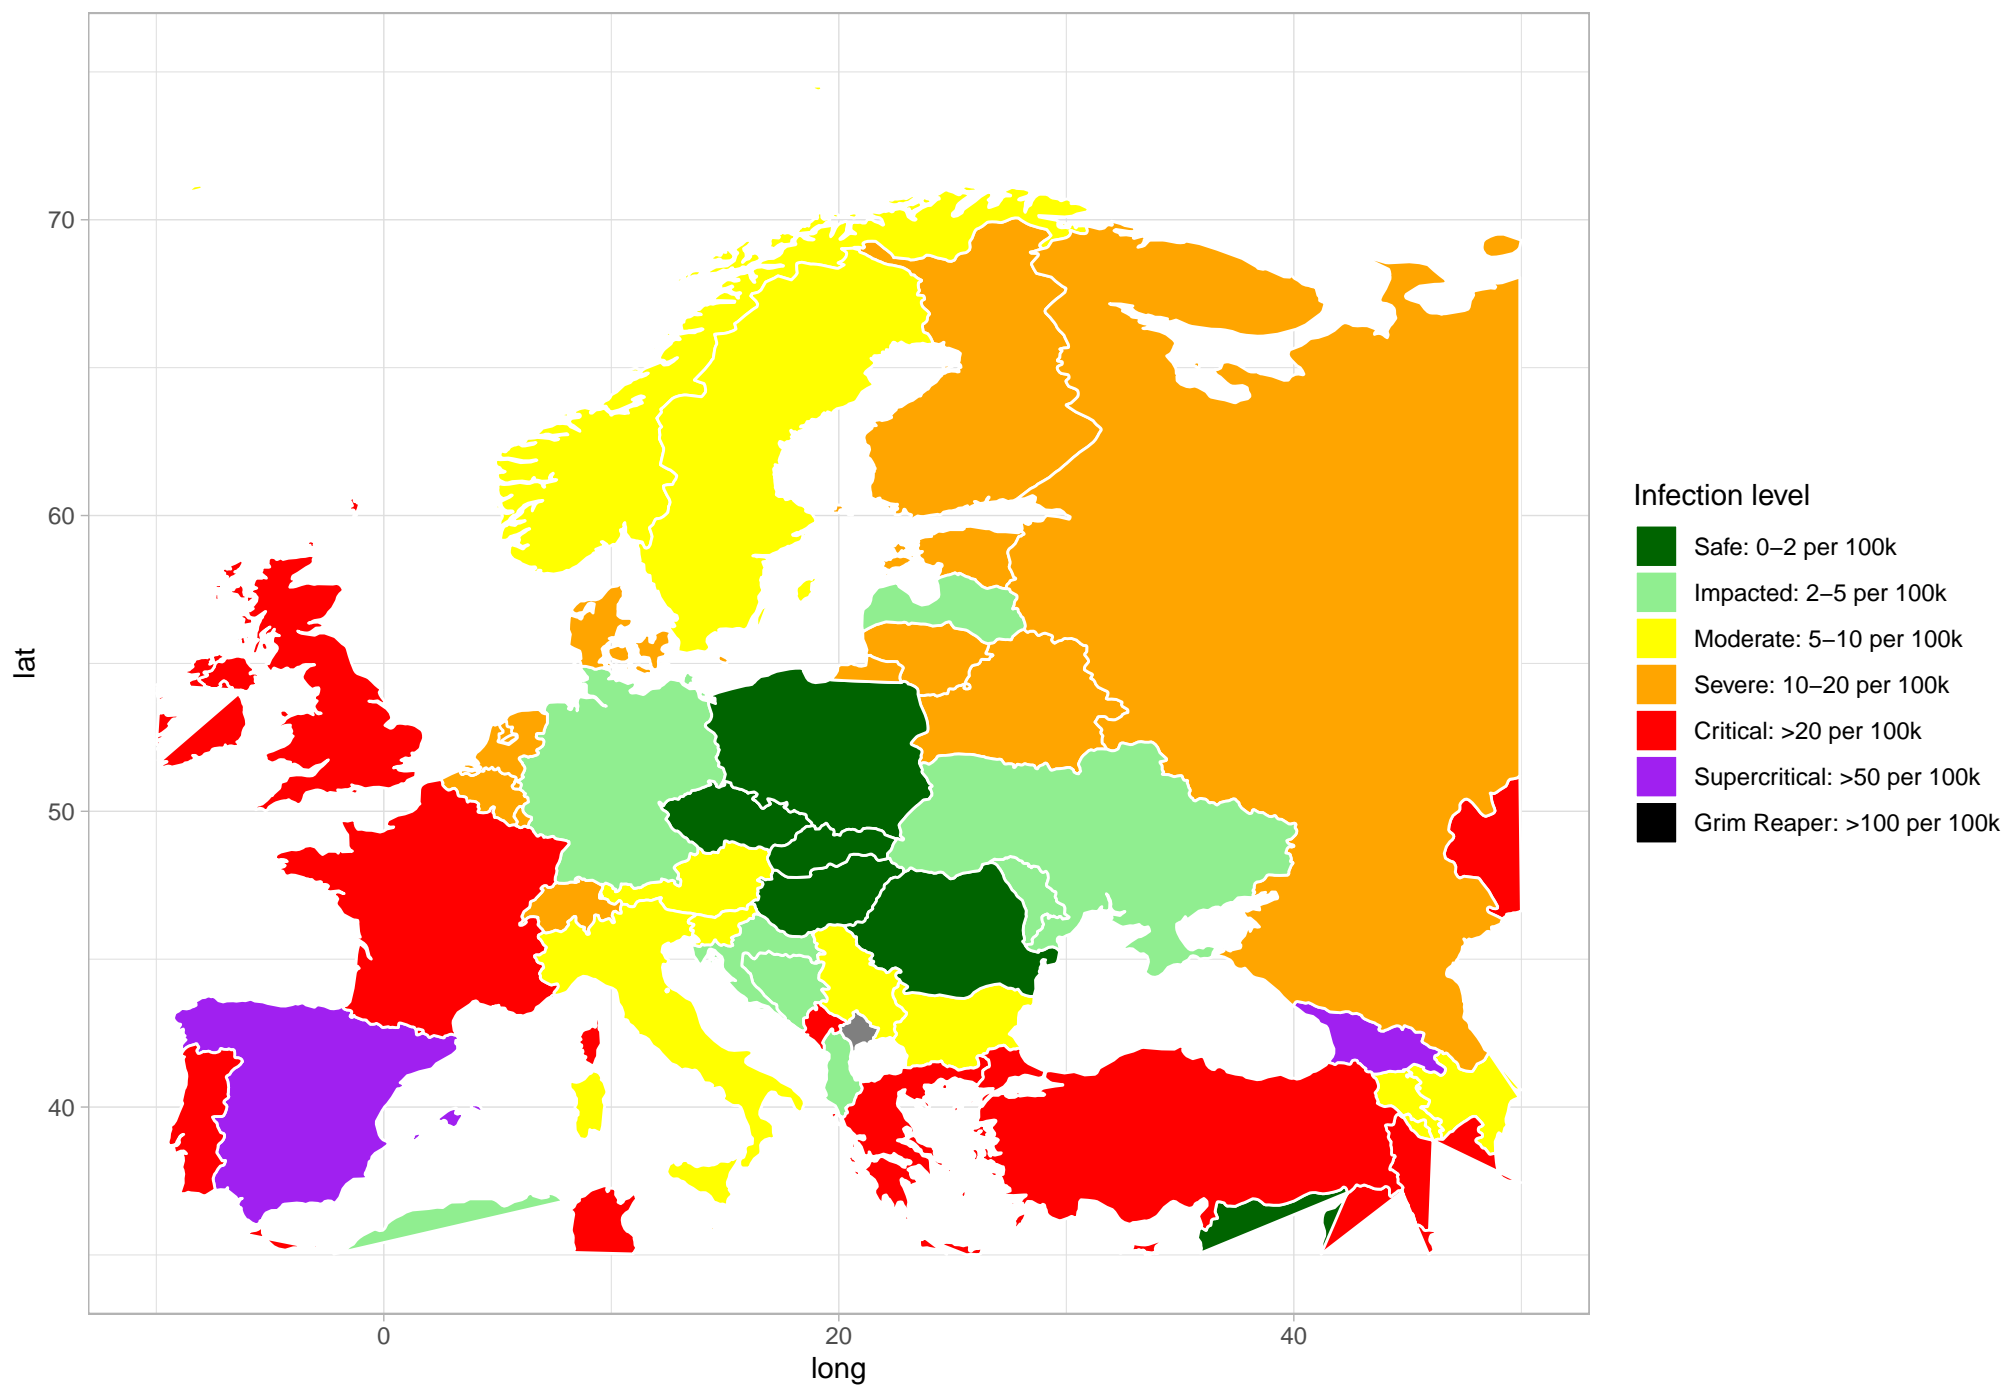 70
60
50
40
lat
0
20
40
long
Infection level
Safe: 0–2 per 100k
Impacted: 2–5 per 100k
Moderate: 5–10 per 100k
Severe: 10–20 per 100k
Critical: >20 per 100k
Supercritical: >50 per 100k
Grim Reaper: >100 per 100k